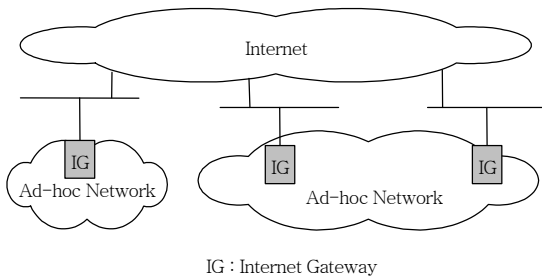 Internet
IG IG IG
Ad-hoc Network Ad-hoc Network
IG : Internet Gateway